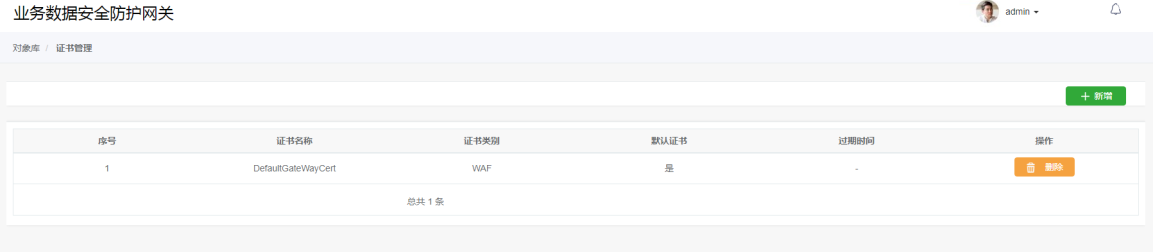 业务数据安全防护网关
admin
对象库 / 证书管理
+ 新增
序号 证书名称 证书类别 默认证书 过期时间 操作
1 DefaultGateWayCert WAF 是 - 删除
总共 1 条